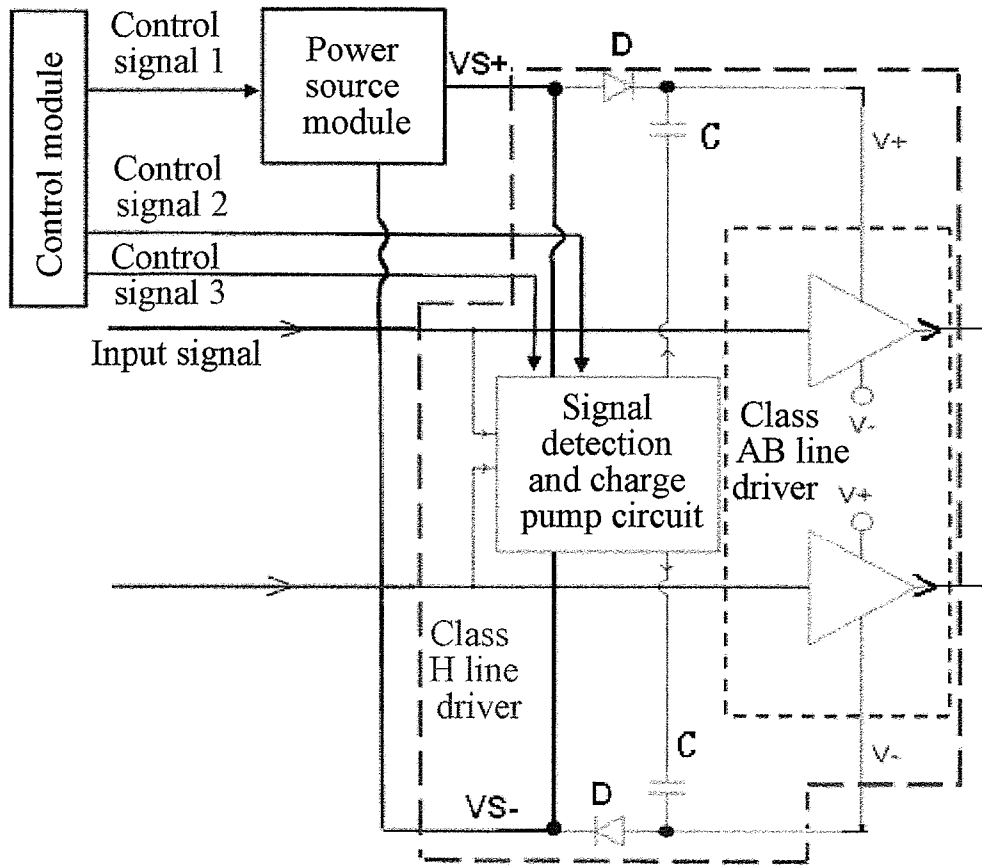 Control module
Control
signal 1
Power
source
module
VS+
D
C
V+
Control
signal 2
Control
signal 3
Input signal
Signal
detection
and charge
pump circuit
V-
Class
AB line
driver
V+
Class
H line
driver
C
V-
D
VS-